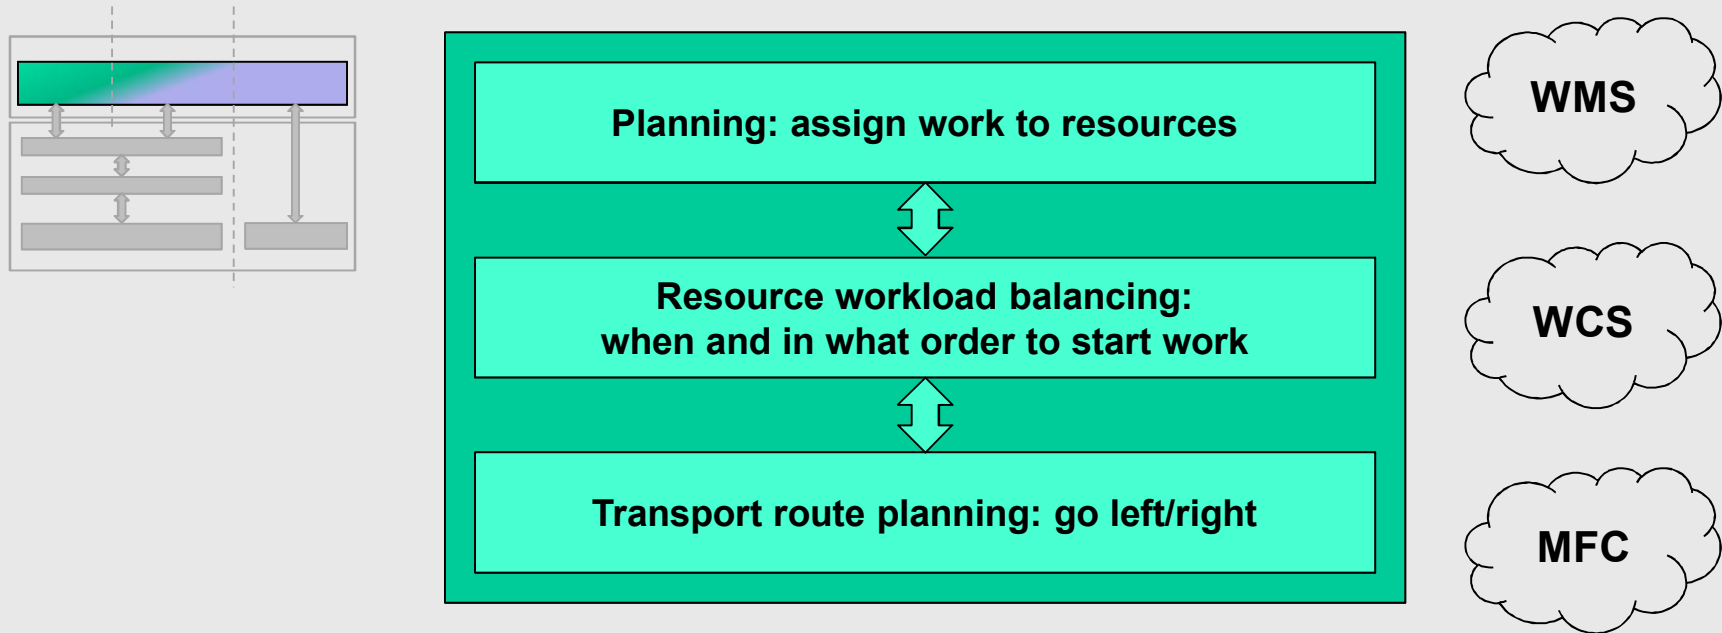 Planning: assign work to resources
WMS
Resource workload balancing:
when and in what order to start work
WCS
Transport route planning: go left/right
MFC